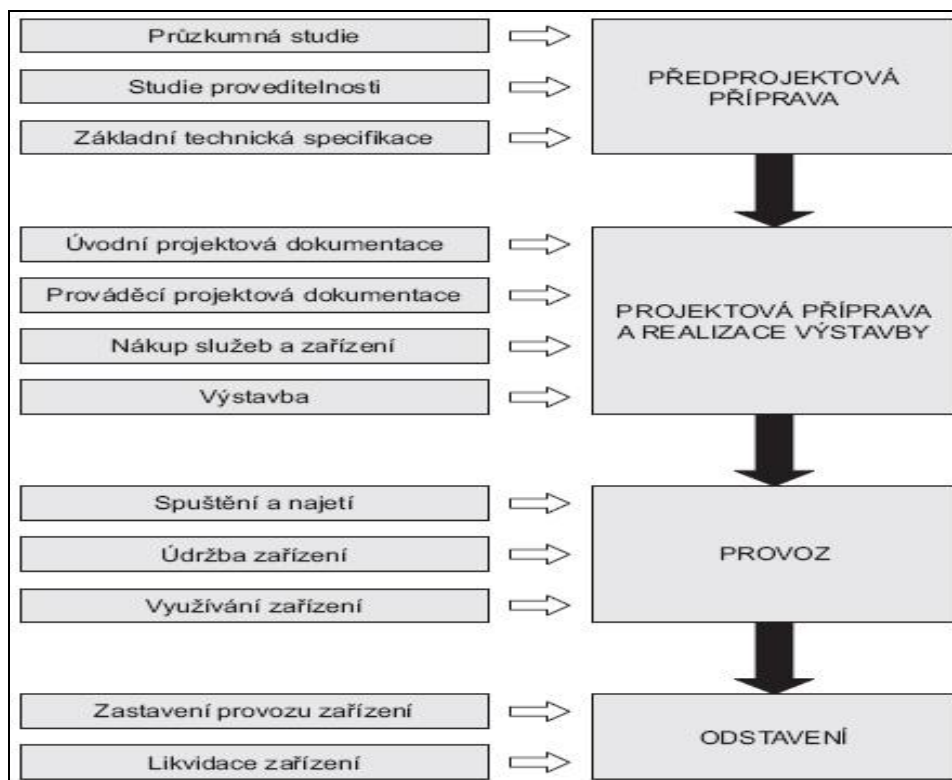 Průzkumná studie
Studie proveditelnosti
Základní technická specifikace
PŘEDPROJEKTOVÁ
PŘÍPRAVA
Úvodní projektová dokumentace
Prováděcí projektová dokumentace
Nákup služeb a zařízení
Výstavba
PROJEKTOVÁ PŘÍPRAVA
A REALIZACE VÝSTAVBY
Spuštění a najetí
Údržba zařízení
Využívání zařízení
PROVOZ
Zastavení provozu zařízení
Likvidace zařízení
ODSTAVENÍ